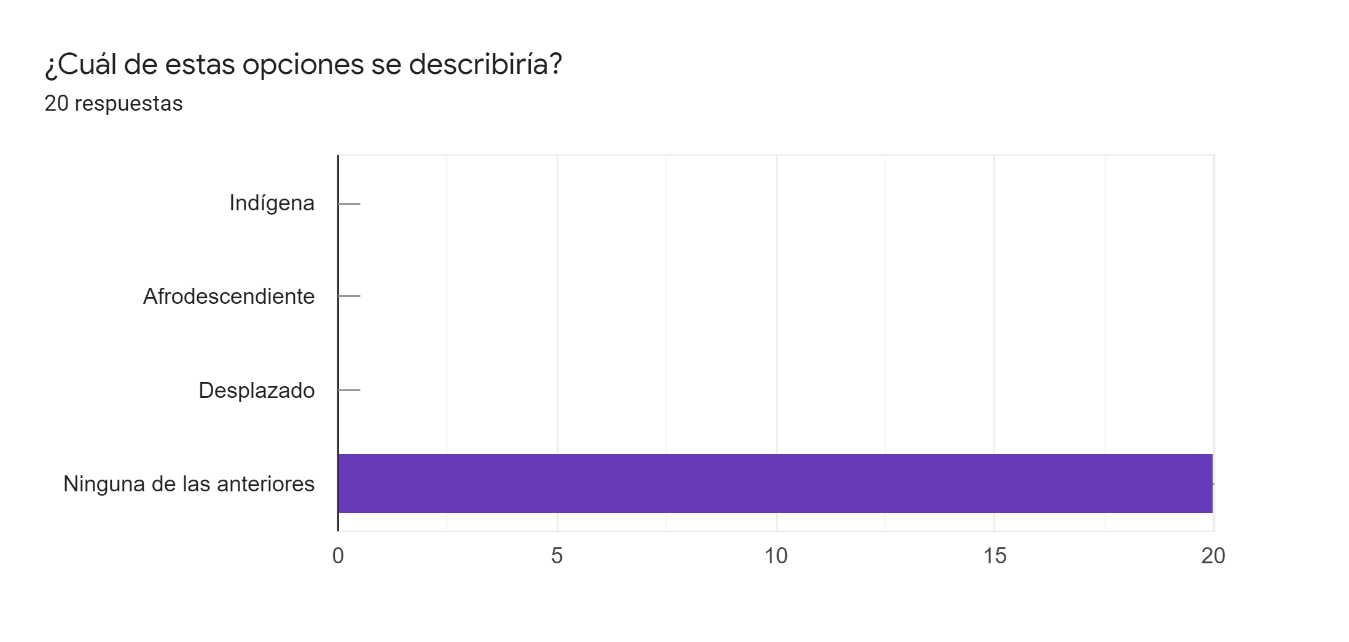 ¿Cuál de estas opciones se describiría?
20 respuestas
Indígena
Afrodescendiente
Desplazado
Ninguna de las anteriores
0 5 10 15 20